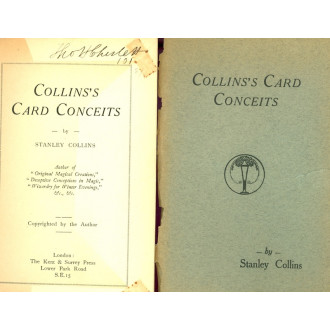 COLLINS'S
CARD CONCEITS
— by —
STANLEY COLLINS
Author of
"Original Magical Creations,"
"Deceptive Conceptions in Magic,"
"Wizardry for Winter Evenings,"
&c., &c.
Copyrighted by the Author
London:
The Kent & Surrey Press
Lower Park Road
S.E.15
COLLINS'S CARD
CONCEITS
— by —
Stanley Collins